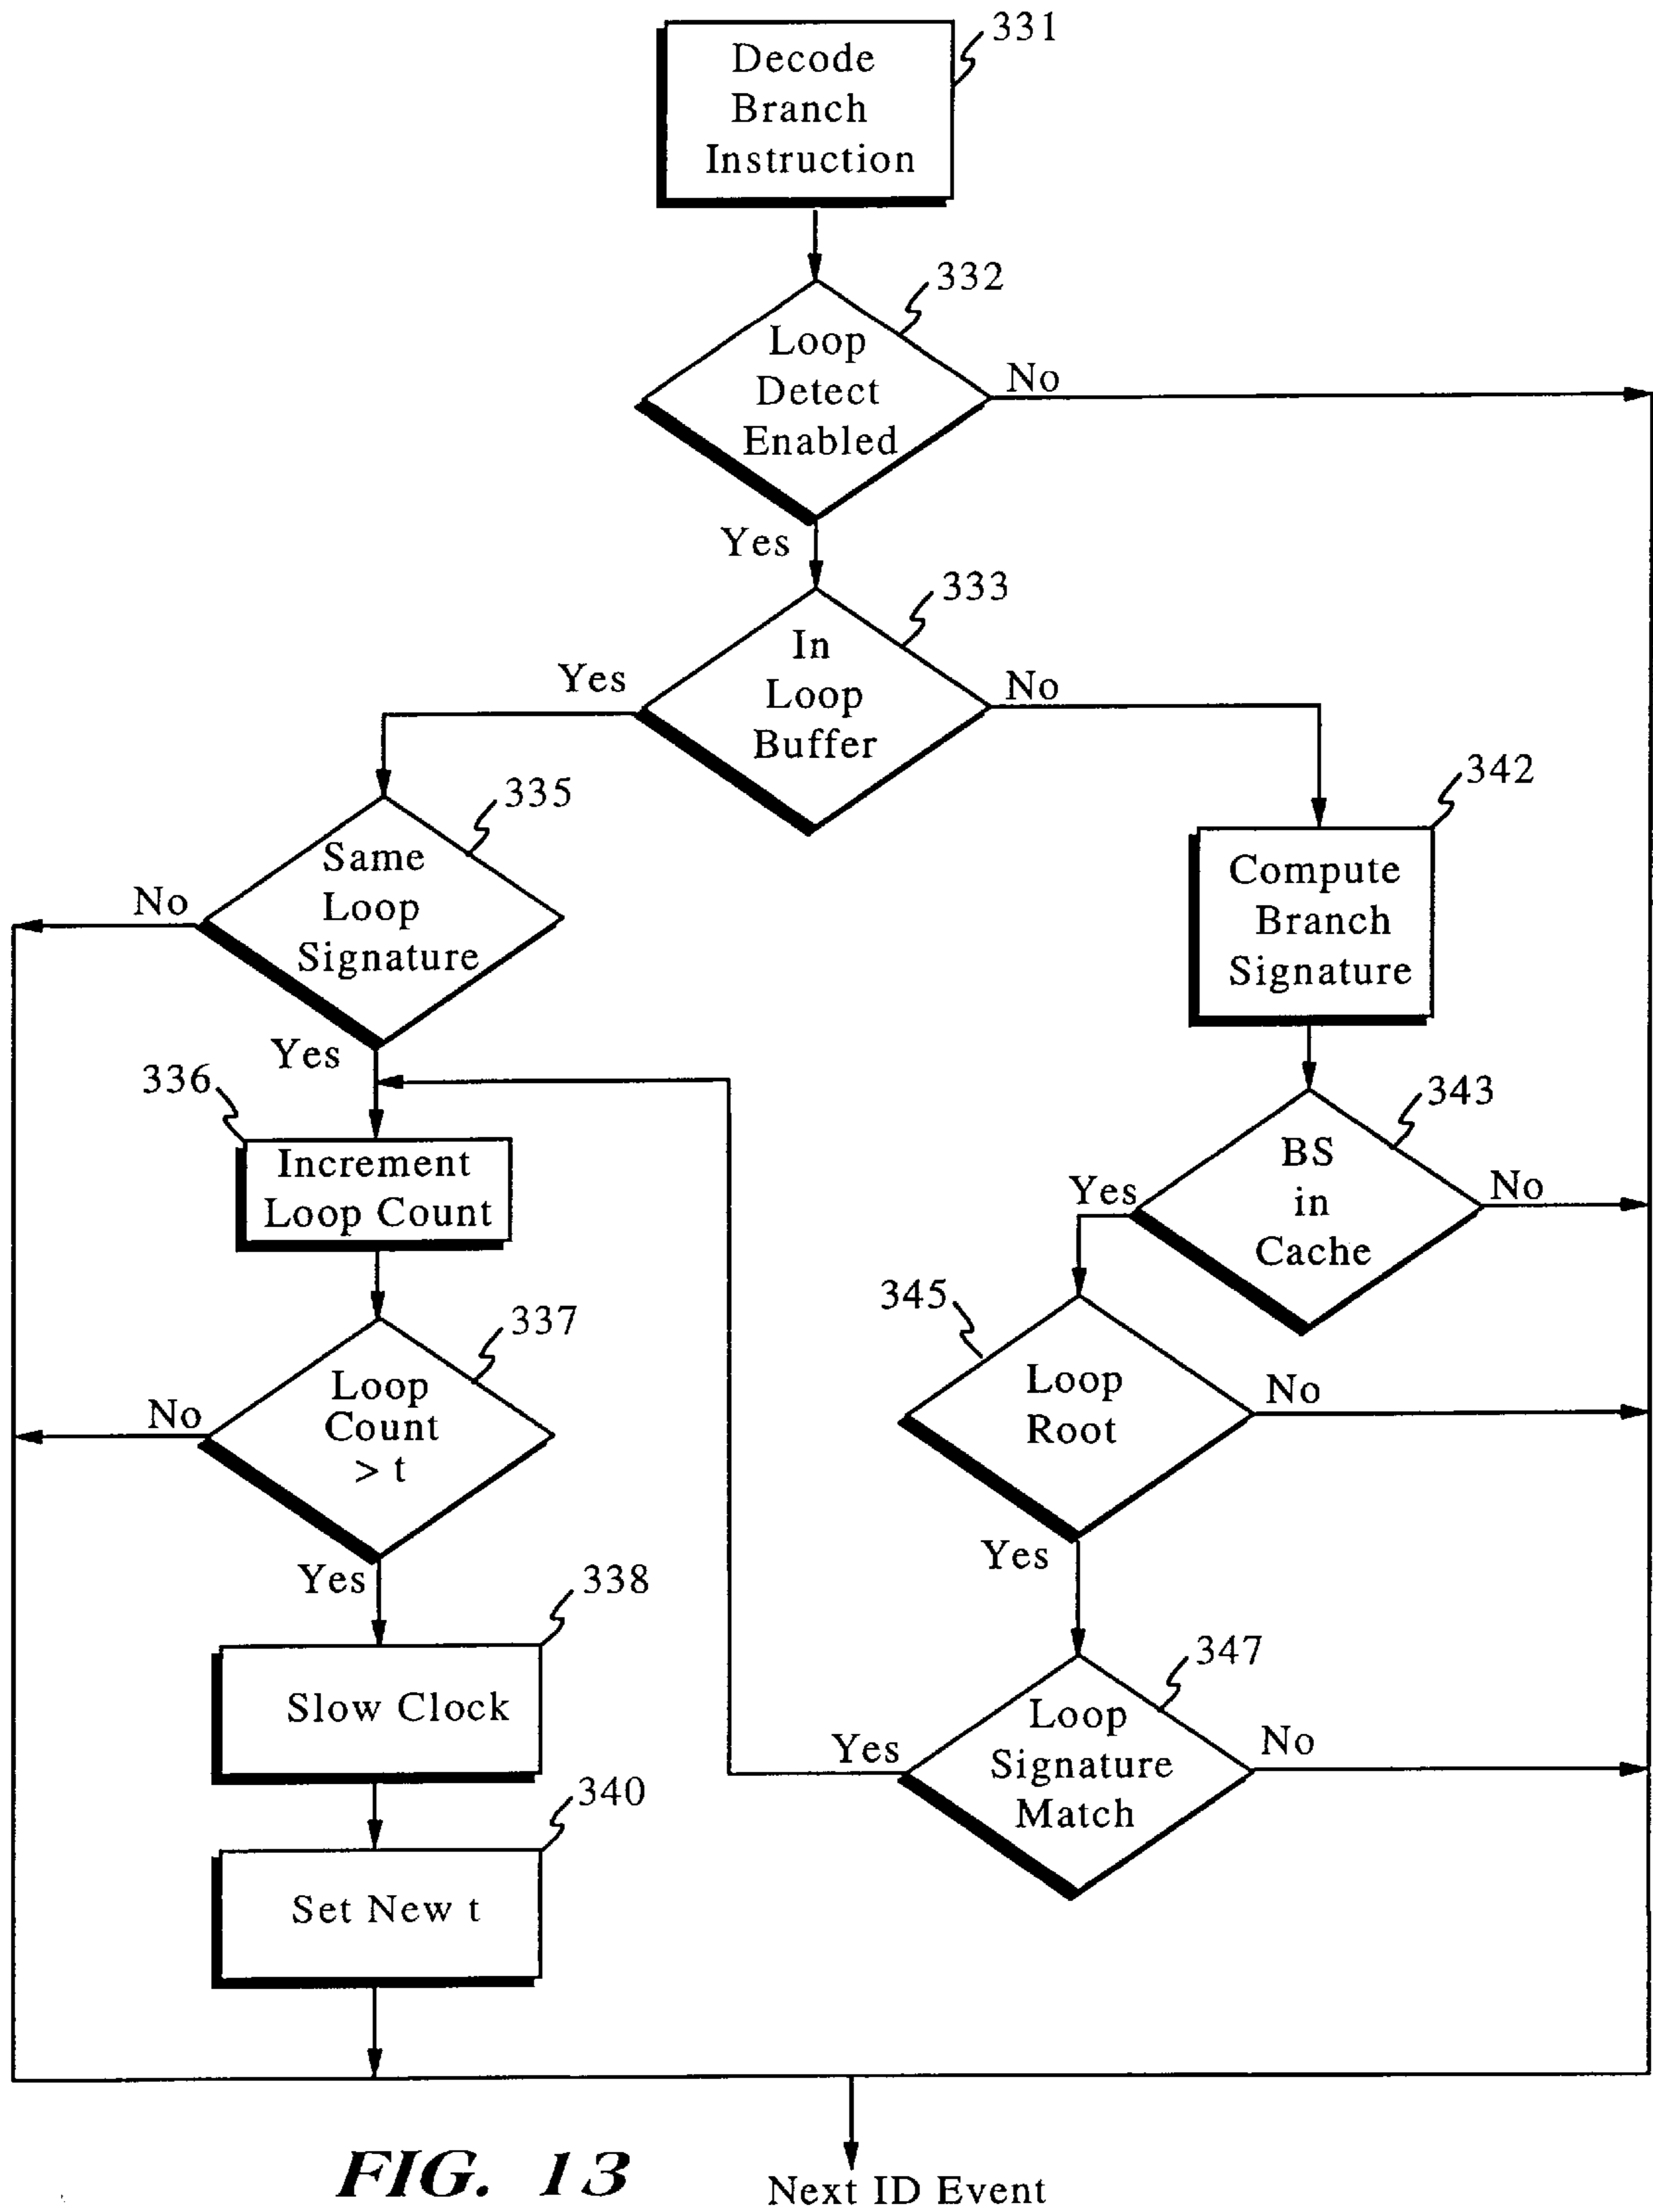 331
Decode
Branch
Instruction
332
Loop
Detect
Enabled
No
Yes
333
In
Loop
Buffer
Yes
No
335
Same
Loop
Signature
No
Yes
342
Compute
Branch
Signature
336
Increment
Loop Count
343
BS
in
Cache
Yes
No
337
Loop
Count
> t
No
Yes
345
Loop
Root
No
Yes
338
Slow Clock
347
Loop
Signature
Match
Yes
No
340
Set New t
FIG. 13
Next ID Event